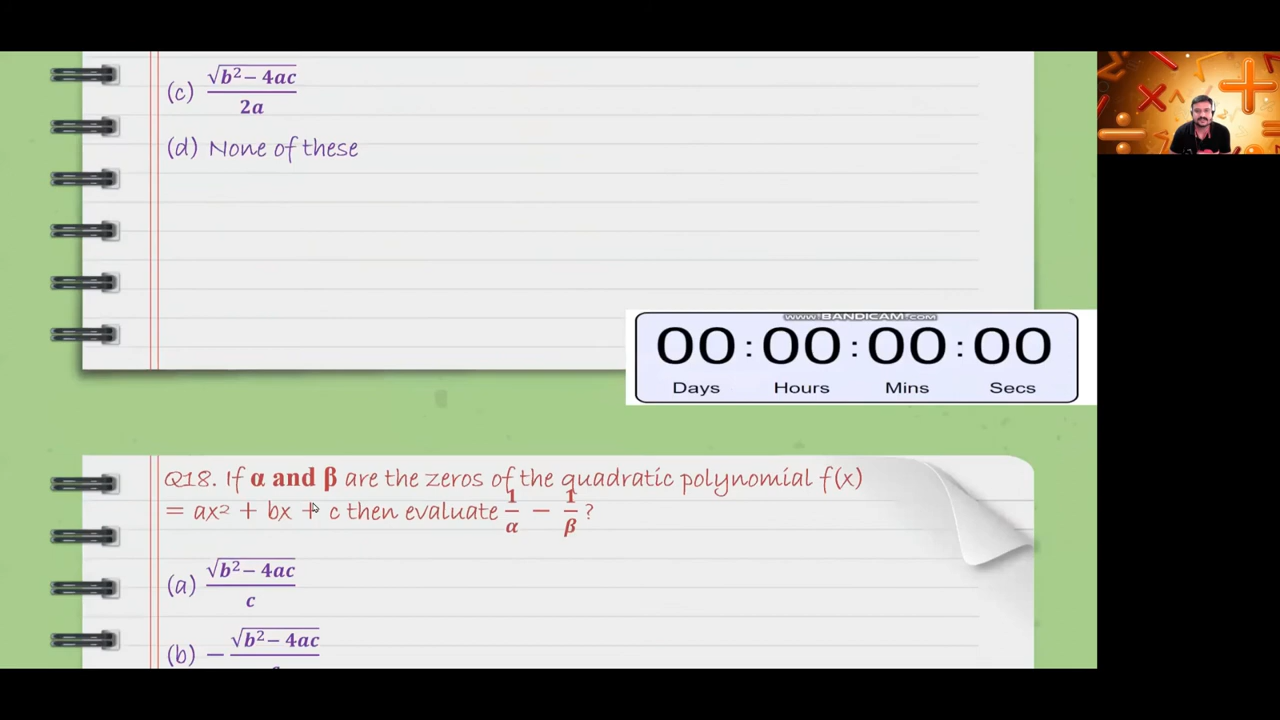 (c) √b² − 4ac / 2a
(d) None of these
www.BANDICAM.com
00 : 00 : 00 : 00
Days Hours Mins Secs
Q18. If α and β are the zeros of the quadratic polynomial f(x)
= ax² + bx + c then evaluate 1/α − 1/β ?
(a) √b² − 4ac / c
(b) − √b² − 4ac